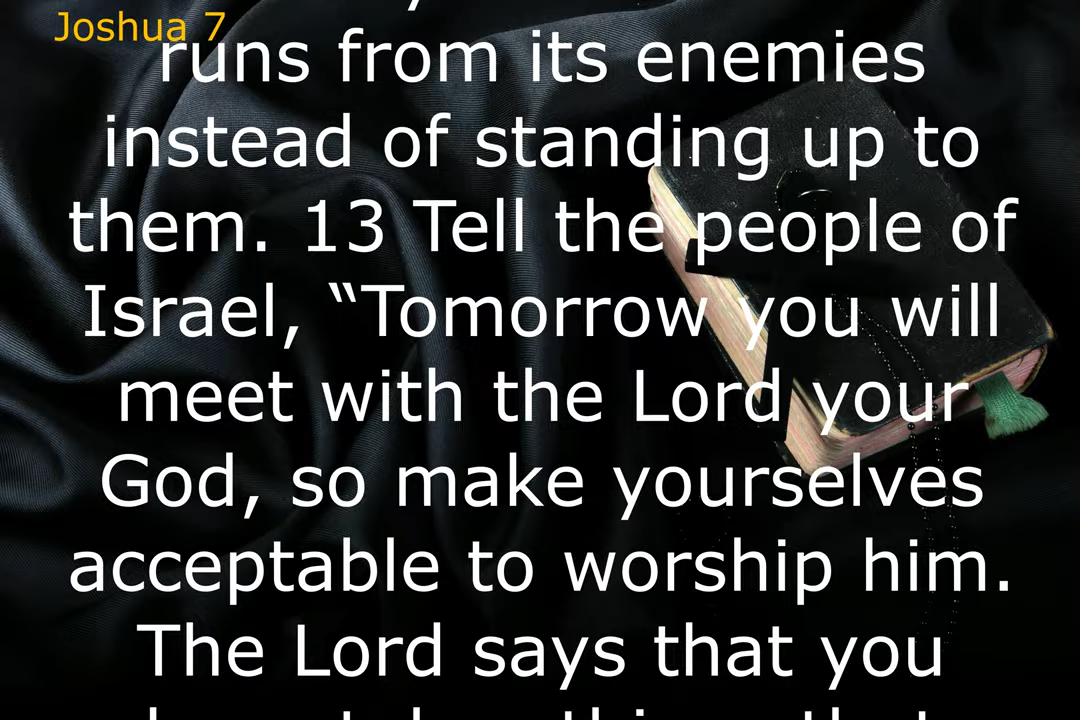 Joshua 7
runs from its enemies
instead of standing up to
them. 13 Tell the people of
Israel, “Tomorrow you will
meet with the Lord your
God, so make yourselves
acceptable to worship him.
The Lord says that you